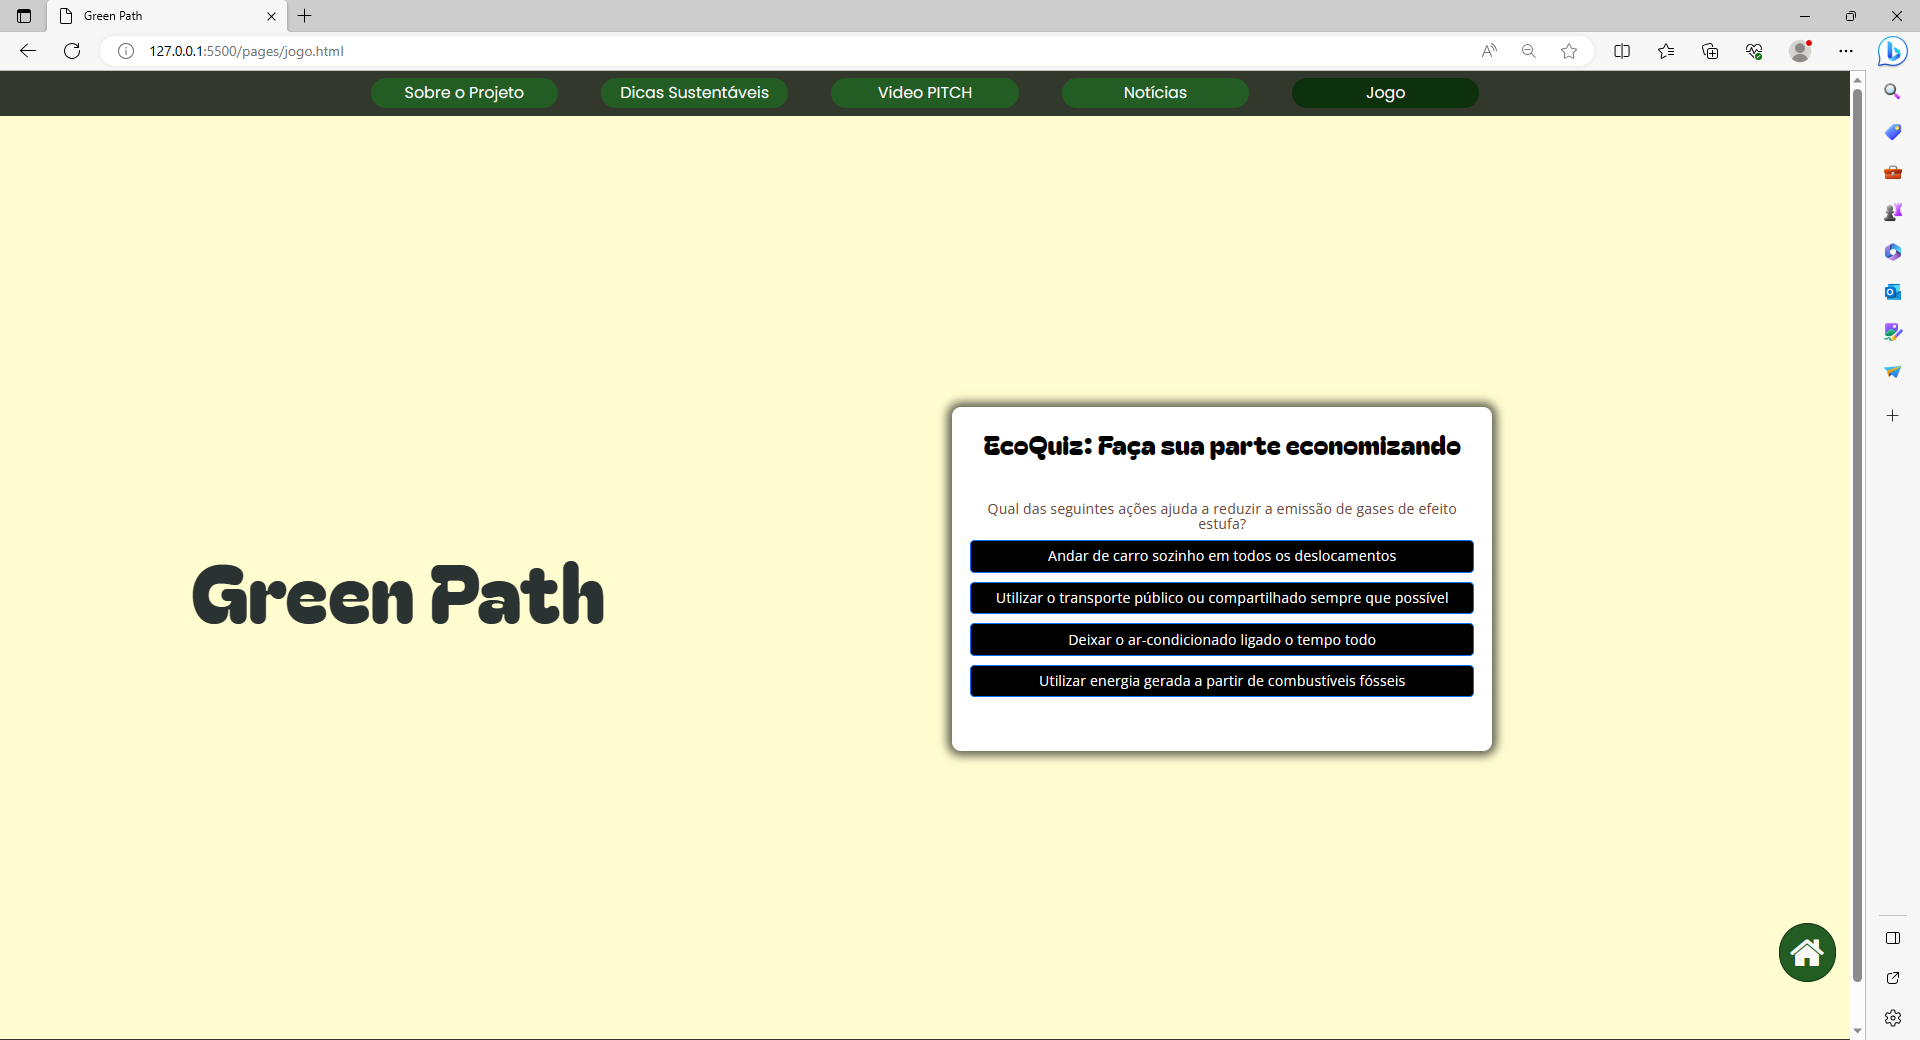 Green Path
127.0.0.1:5500/pages/jogo.html
Sobre o Projeto
Dicas Sustentáveis
Video PITCH
Notícias
Jogo
Green Path
EcoQuiz: Faça sua parte economizando
Qual das seguintes ações ajuda a reduzir a emissão de gases de efeito
estufa?
Andar de carro sozinho em todos os deslocamentos
Utilizar o transporte público ou compartilhado sempre que possível
Deixar o ar-condicionado ligado o tempo todo
Utilizar energia gerada a partir de combustíveis fósseis